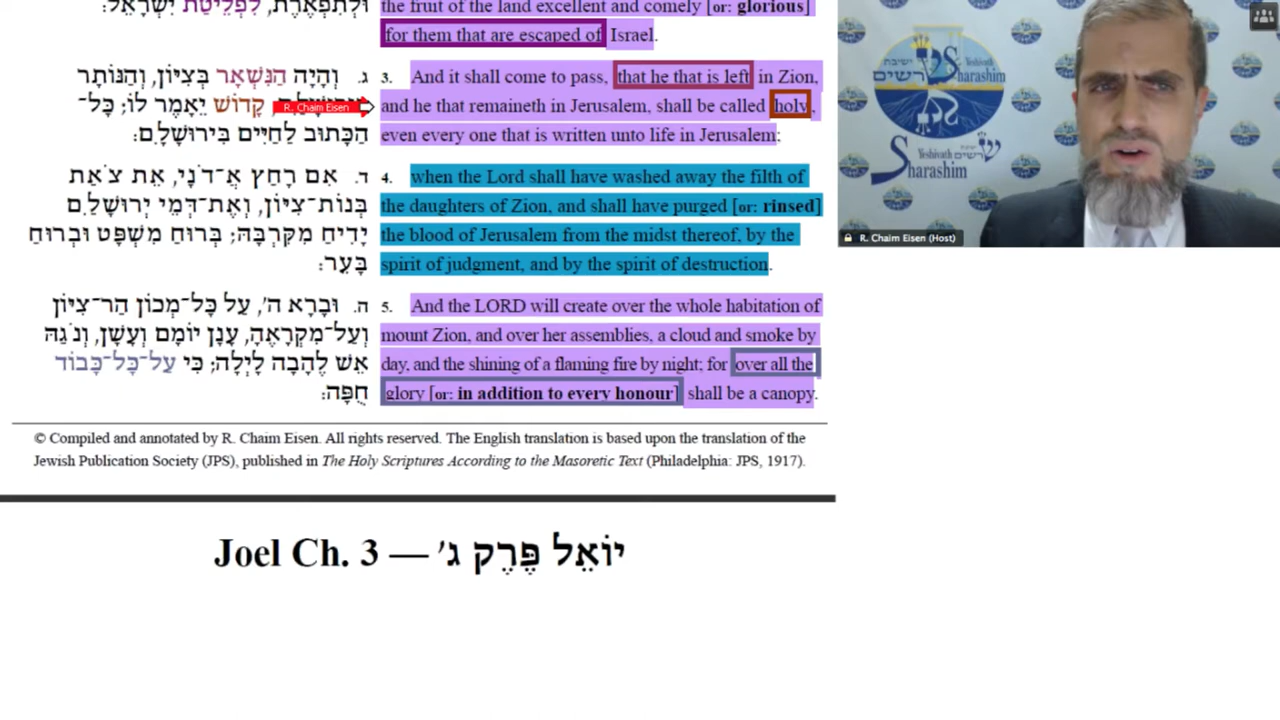 וּלְתִפְאֶרֶת, לִפְלֵיטַת יִשְׂרָאֵל:
the fruit of the land excellent and comely [or: glorious]
for them that are escaped of Israel.
ג. וְהָיָה הַנִּשְׁאָר בְּצִיּוֹן, וְהַנּוֹתָר
קָדוֹשׁ יֵאָמֶר לוֹ; כָּל־
הַכָּתוּב לַחַיִּים בִּירוּשָׁלִָם:
3. And it shall come to pass, that he that is left in Zion,
and he that remaineth in Jerusalem, shall be called holy,
even every one that is written unto life in Jerusalem;
R. Chaim Eisen
ד. אִם רָחַץ אֲ־דֹנָי, אֵת צֹאַת
בְּנוֹת־צִיּוֹן, וְאֶת־דְּמֵי יְרוּשָׁלִַם
יָדִיחַ מִקִּרְבָּהּ; בְּרוּחַ מִשְׁפָּט וּבְרוּחַ
בָּעֵר:
4. when the Lord shall have washed away the filth of
the daughters of Zion, and shall have purged [or: rinsed]
the blood of Jerusalem from the midst thereof, by the
spirit of judgment, and by the spirit of destruction.
ה. וּבָרָא ה', עַל כָּל־מְכוֹן הַר־צִיּוֹן
וְעַל־מִקְרָאֶהָ, עָנָן יוֹמָם וְעָשָׁן, וְנֹגַהּ
אֵשׁ לֶהָבָה לָיְלָה; כִּי עַל־כָּל־כָּבוֹד
חֻפָּה:
5. And the LORD will create over the whole habitation of
mount Zion, and over her assemblies, a cloud and smoke by
day, and the shining of a flaming fire by night; for over all the
glory [or: in addition to every honour] shall be a canopy.
© Compiled and annotated by R. Chaim Eisen. All rights reserved. The English translation is based upon the translation of the
Jewish Publication Society (JPS), published in The Holy Scriptures According to the Masoretic Text (Philadelphia: JPS, 1917).
Joel Ch. 3 — יוֹאֵל פֶּרֶק ג'
ישיבת
שרשים
Yeshivath
Sharashim
Yeshivath שרשים
Sharashim
R. Chaim Eisen (Host)